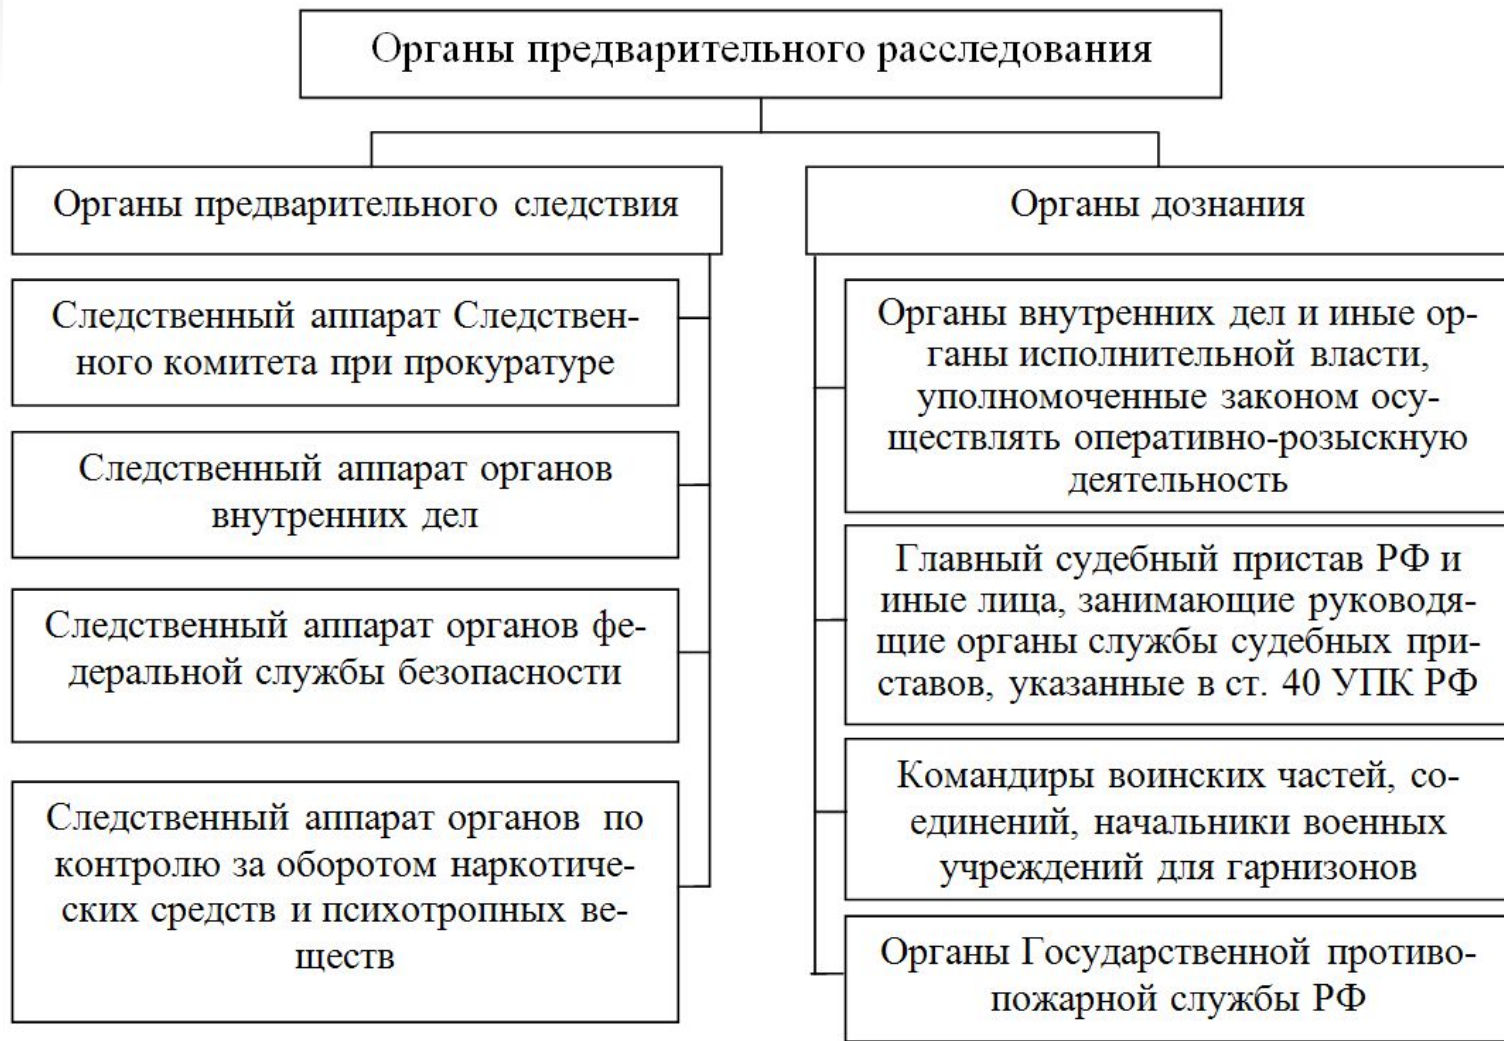 Органы предварительного расследования
Органы предварительного следствия
Следственный аппарат Следствен-
ного комитета при прокуратуре
Следственный аппарат органов
внутренних дел
Следственный аппарат органов фе-
деральной службы безопасности
Следственный аппарат органов по
контролю за оборотом наркотиче-
ских средств и психотропных ве-
ществ
Органы дознания
Органы внутренних дел и иные ор-
ганы исполнительной власти,
уполномоченные законом осу-
ществлять оперативно-розыскную
деятельность
Главный судебный пристав РФ и
иные лица, занимающие руководя-
щие органы службы судебных при-
ставов, указанные в ст. 40 УПК РФ
Командиры воинских частей, со-
единений, начальники военных
учреждений для гарнизонов
Органы Государственной противо-
пожарной службы РФ